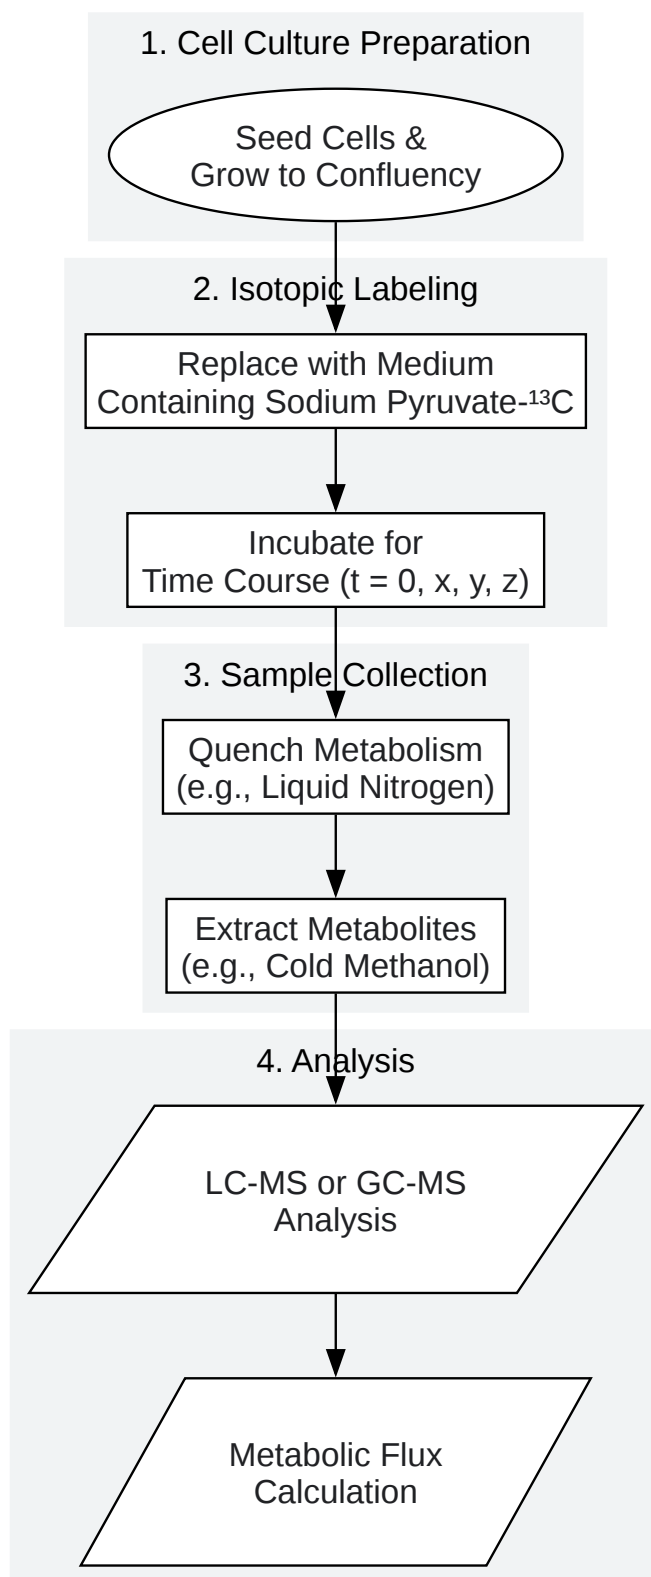 1. Cell Culture Preparation
Seed Cells &
Grow to Confluency
2. Isotopic Labeling
Replace with Medium
Containing Sodium Pyruvate-¹³C
Incubate for
Time Course (t = 0, x, y, z)
3. Sample Collection
Quench Metabolism
(e.g., Liquid Nitrogen)
Extract Metabolites
(e.g., Cold Methanol)
4. Analysis
LC-MS or GC-MS
Analysis
Metabolic Flux
Calculation